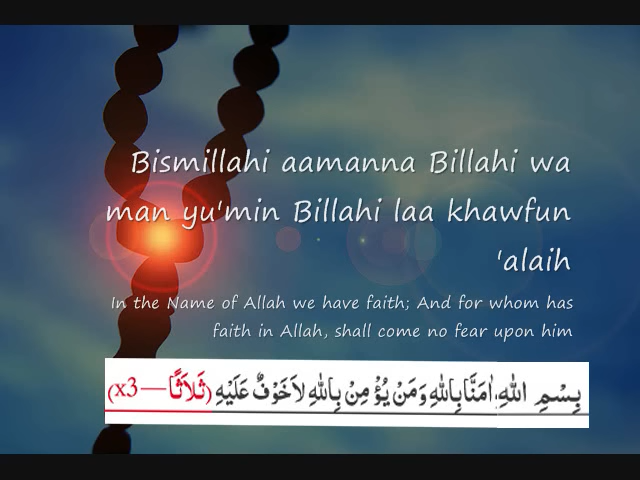 Bismillahi aamanna Billahi wa
man yu'min Billahi laa khawfun
'alaih
In the Name of Allah we have faith; And for whom has
faith in Allah, shall come no fear upon him
بِسْمِ اللهِ اٰمَنَّا بِاللهِ وَمَنْ يُؤْمِنْ بِاللهِ لاَخَوْفٌ عَلَيْهِ (ثَلاَثًا—x3)